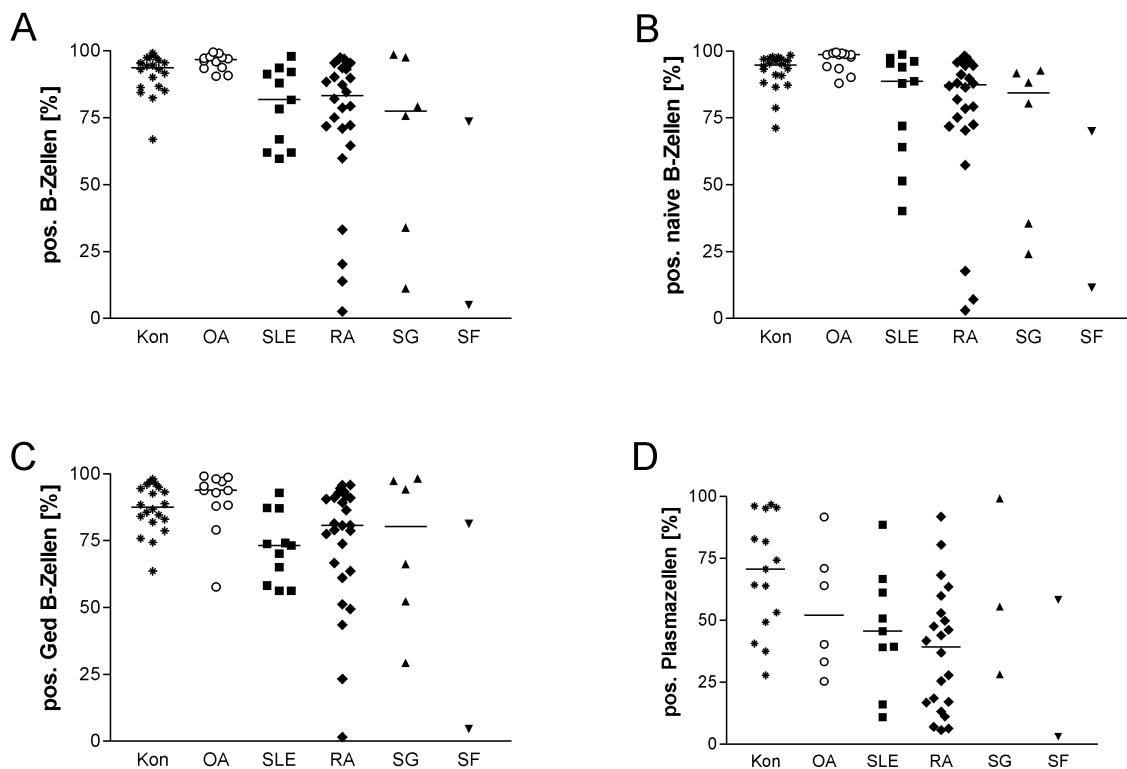 A
pos. B-Zellen [%]
100
75
50
25
0
Kon OA SLE RA SG SF
B
pos. naive B-Zellen [%]
100
75
50
25
0
Kon OA SLE RA SG SF
C
pos. Ged B-Zellen [%]
100
75
50
25
0
Kon OA SLE RA SG SF
D
pos. Plasmazellen [%]
100
75
50
25
0
Kon OA SLE RA SG SF